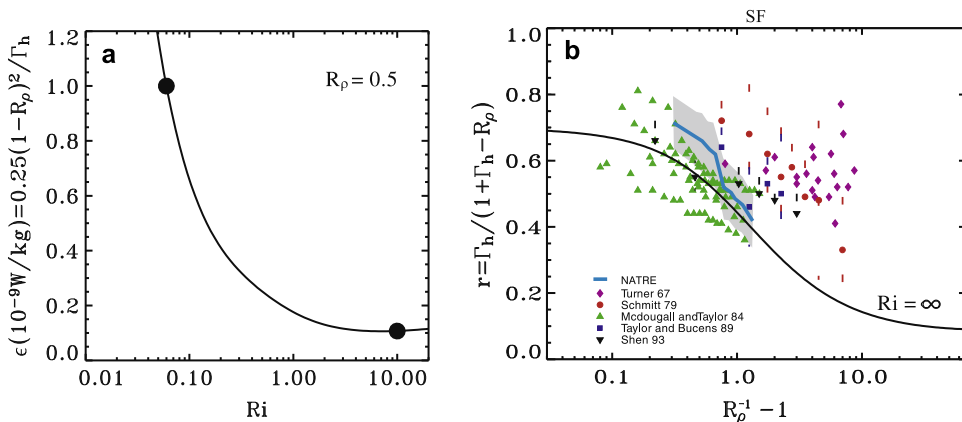 a
R_ρ = 0.5
ϵ(10⁻⁹W/kg)=0.25(1−R_ρ)²/Γ_h
1.2
1.0
0.8
0.6
0.4
0.2
0.0
0.01
0.10
1.00
10.00
Ri
SF
b
r=Γ_h/(1+Γ_h−R_ρ)
1.0
0.8
0.6
0.4
0.2
0.0
NATRE
Turner 67
Schmitt 79
Mcdougall andTaylor 84
Taylor and Bucens 89
Shen 93
Ri = ∞
0.1
1.0
10.0
R_ρ⁻¹ −1